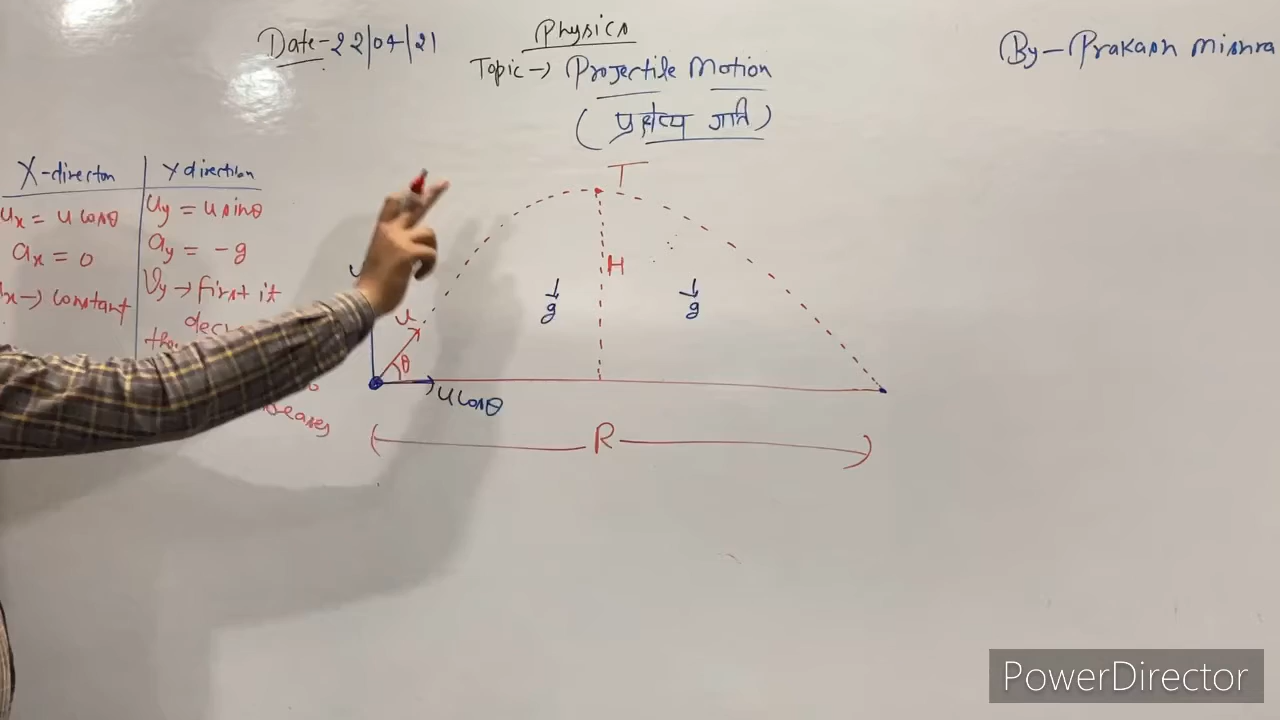 Date-22/04/21
Physics
By-Prakash Mishra
Topic→ Projectile Motion
(प्रक्षेप्य गति)
X-directon
Y direction
ux = u cosθ
uy = u sinθ
ax = 0
ay = -g
→ constant
Vy → first it
T
H
g
g
u
θ
u cosθ
R
PowerDirector